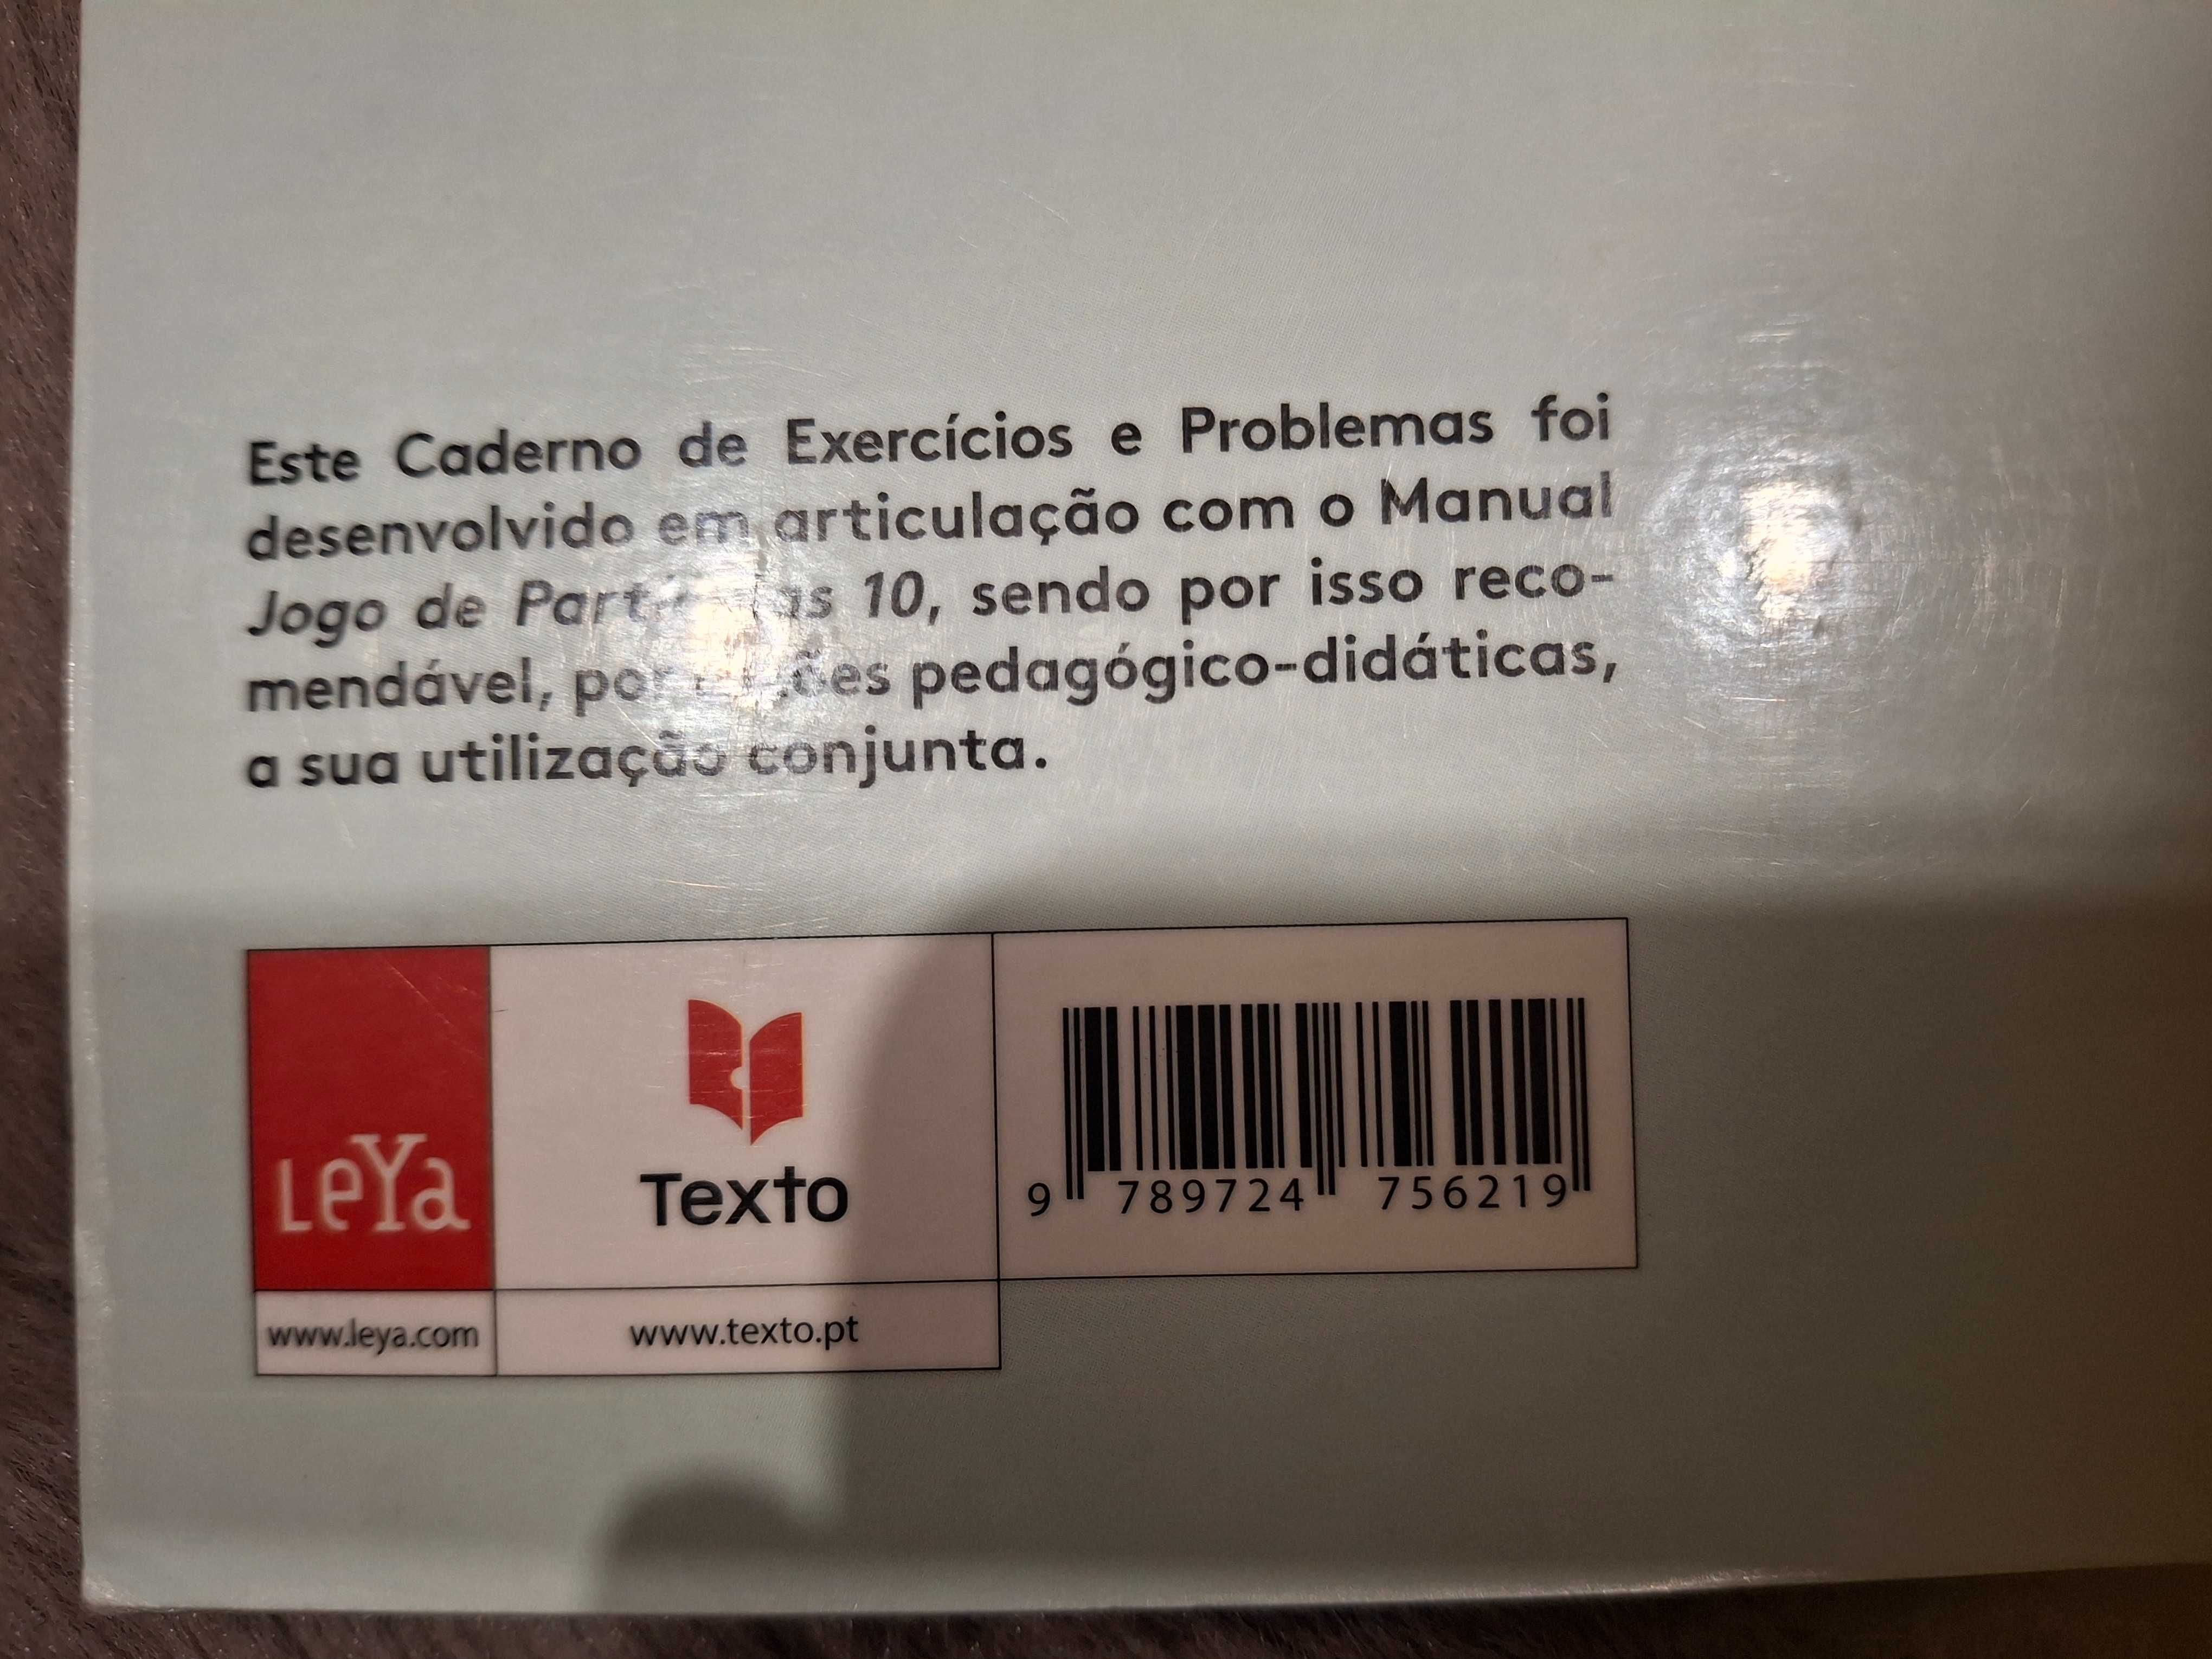 Este Caderno de Exercícios e Problemas foi
desenvolvido em articulação com o Manual
Jogo de 10, sendo por isso reco-
mendável, por pedagógico-didáticas,
a sua utilização conjunta.
LeYa
Texto
9 789724 756219
www.leya.com
www.texto.pt